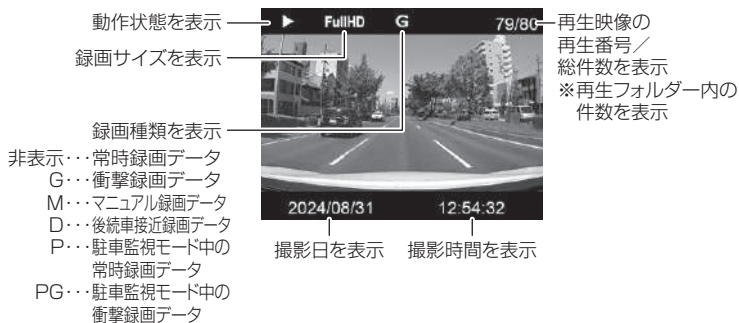 動作状態を表示
録画サイズを表示
録画種類を表示
非表示･･･常時録画データ
G･･･衝撃録画データ
M･･･マニュアル録画データ
D･･･後続車接近録画データ
P･･･駐車監視モード中の
常時録画データ
PG･･･駐車監視モード中の
衝撃録画データ
FullHD G 79/80
2024/08/31 12:54:32
撮影日を表示 撮影時間を表示
再生映像の
再生番号／
総件数を表示
※再生フォルダー内の
件数を表示